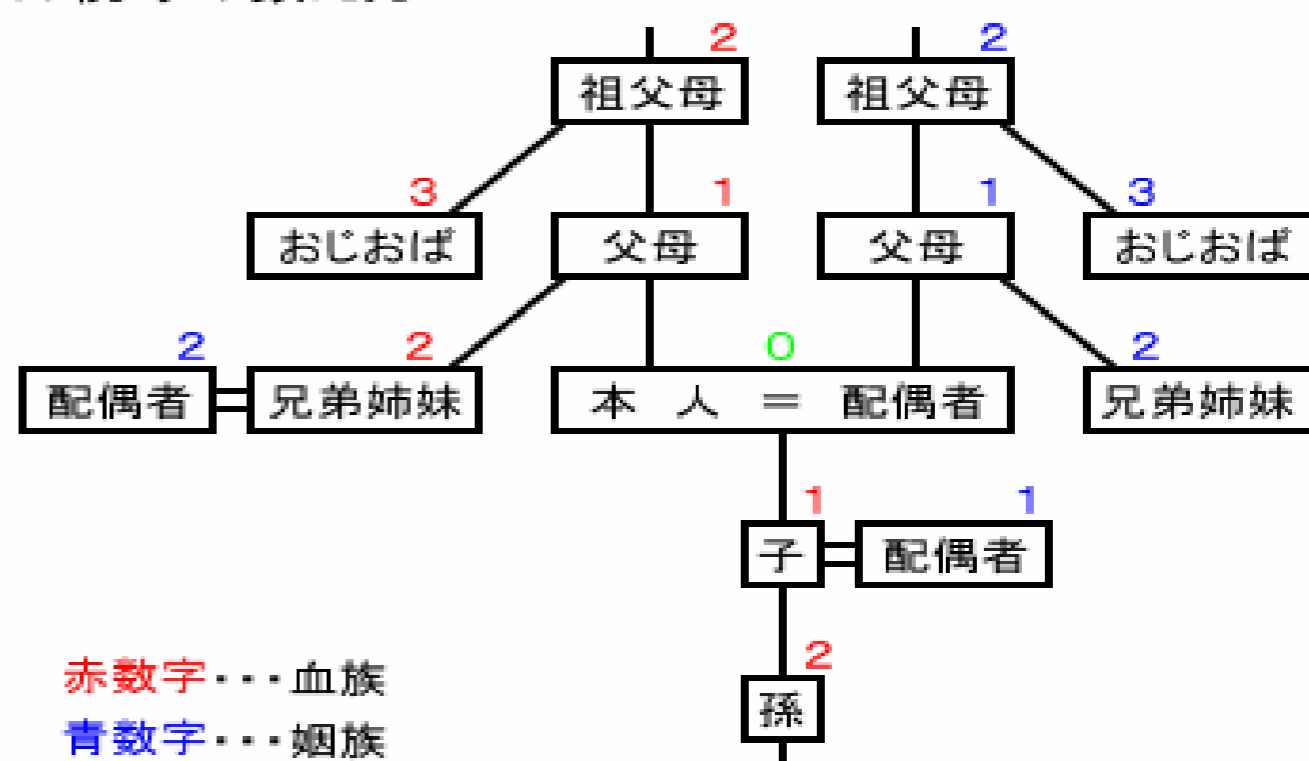 2 2
祖父母 祖父母
3 1 1 3
おじおば 父母 父母 おじおば
2 2 0 2
配偶者 兄弟姉妹 本 人 = 配偶者 兄弟姉妹
1 1
子 配偶者
2
孫
赤数字・・・血族
青数字・・・姻族